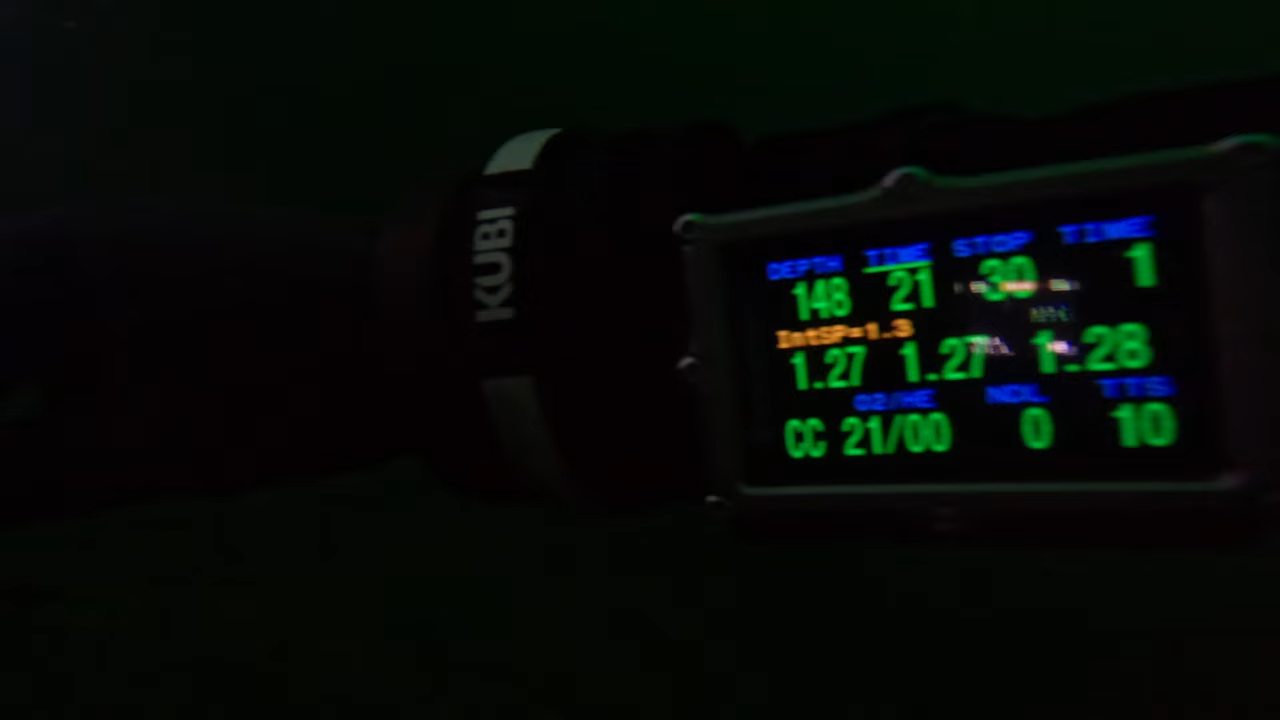 KUBI
DEPTH TIME STOP TIME
148 21 30 1
IntSP=1.3
1.27 1.27 1.28
O2/HE NDL TTS
CC 21/00 0 10